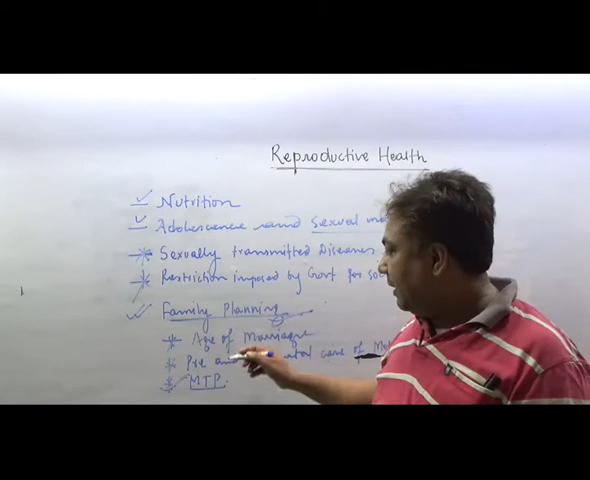 Reproductive Health
Nutrition
Adolescence and Sexual
Sexually transmitted Diseases
Restriction imposed by Govt for
Family Planning
Age of Marriage
Pre and care of
MTP